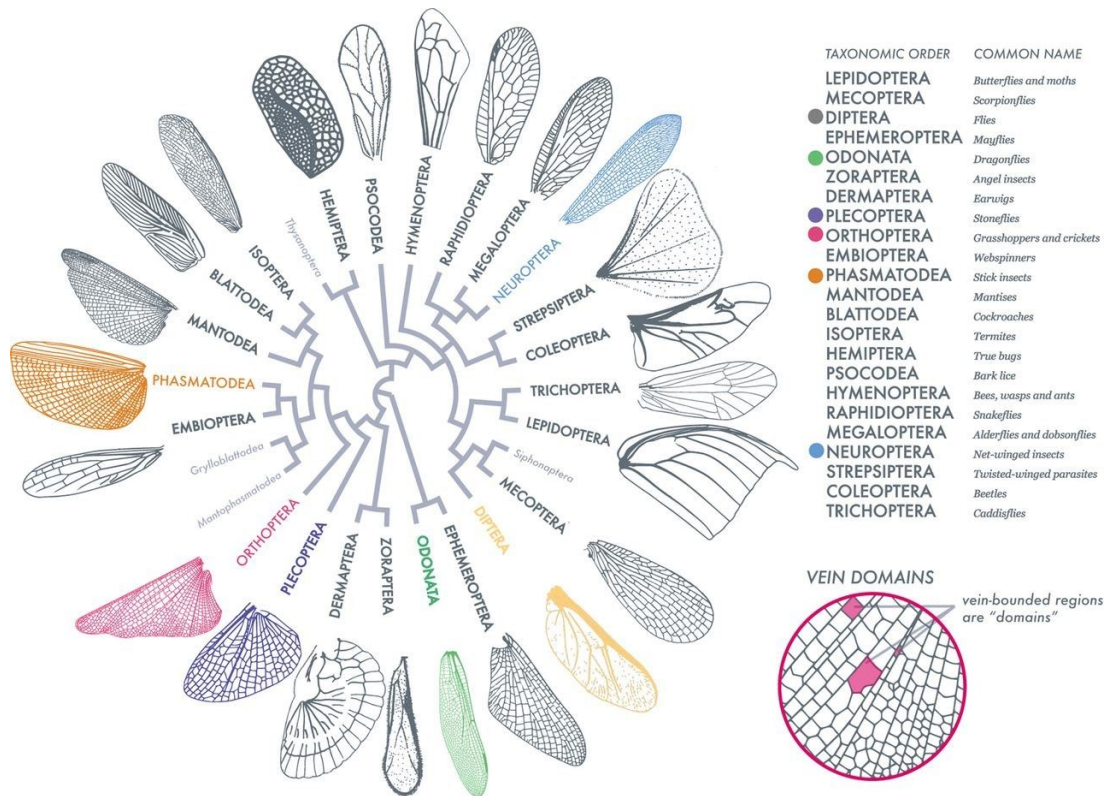 TAXONOMIC ORDER COMMON NAME
LEPIDOPTERA Butterflies and moths
MECOPTERA Scorpionflies
DIPTERA Flies
EPHEMEROPTERA Mayflies
ODONATA Dragonflies
ZORAPTERA Angel insects
DERMAPTERA Earwigs
PLECOPTERA Stoneflies
ORTHOPTERA Grasshoppers and crickets
EMBIOPTERA Webspinners
PHASMATODEA Stick insects
MANTODEA Mantises
BLATTODEA Cockroaches
ISOPTERA Termites
HEMIPTERA True bugs
PSOCODEA Bark lice
HYMENOPTERA Bees, wasps and ants
RAPHIDIOPTERA Snakeflies
MEGALOPTERA Alderflies and dobsonflies
NEUROPTERA Net-winged insects
STREPSIPTERA Twisted-winged parasites
COLEOPTERA Beetles
TRICHOPTERA Caddisflies
Thysanoptera
HEMIPTERA
PSOCODEA
HYMENOPTERA
RAPHIDIOPTERA
MEGALOPTERA
NEUROPTERA
STREPSIPTERA
COLEOPTERA
TRICHOPTERA
LEPIDOPTERA
Siphonaptera
MECOPTERA
DIPTERA
EPHEMEROPTERA
ODONATA
ZORAPTERA
DERMAPTERA
PLECOPTERA
ORTHOPTERA
Mantophasmatodea
Grylloblattodea
EMBIOPTERA
PHASMATODEA
MANTODEA
BLATTODEA
ISOPTERA
VEIN DOMAINS
vein-bounded regions
are "domains"